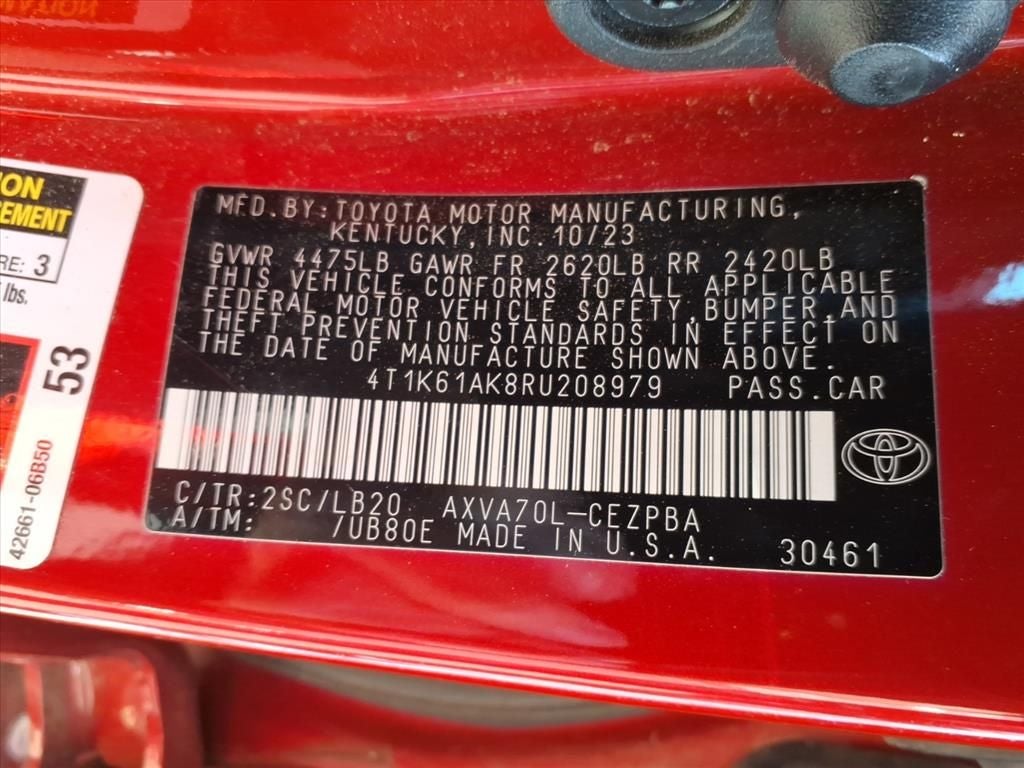 MFD.BY:TOYOTA MOTOR MANUFACTURING,
KENTUCKY,INC.10/23
GVWR 4475LB GAWR FR 2620LB RR 2420LB
THIS VEHICLE CONFORMS TO ALL APPLICABLE
FEDERAL MOTOR VEHICLE SAFETY,BUMPER,AND
THEFT PREVENTION STANDARDS IN EFFECT ON
THE DATE OF MANUFACTURE SHOWN ABOVE.
4T1K61AK8RU208979 PASS.CAR
C/TR:2SC/LB20 AXVA70L-CEZPBA
A/TM: /UB80E MADE IN U.S.A. 30461
ION
CEMENT
RE: 3
lbs.
53
42661-06B50